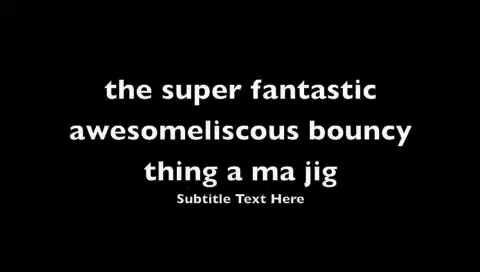 the super fantastic
awesomeliscous bouncy
thing a ma jig
Subtitle Text Here